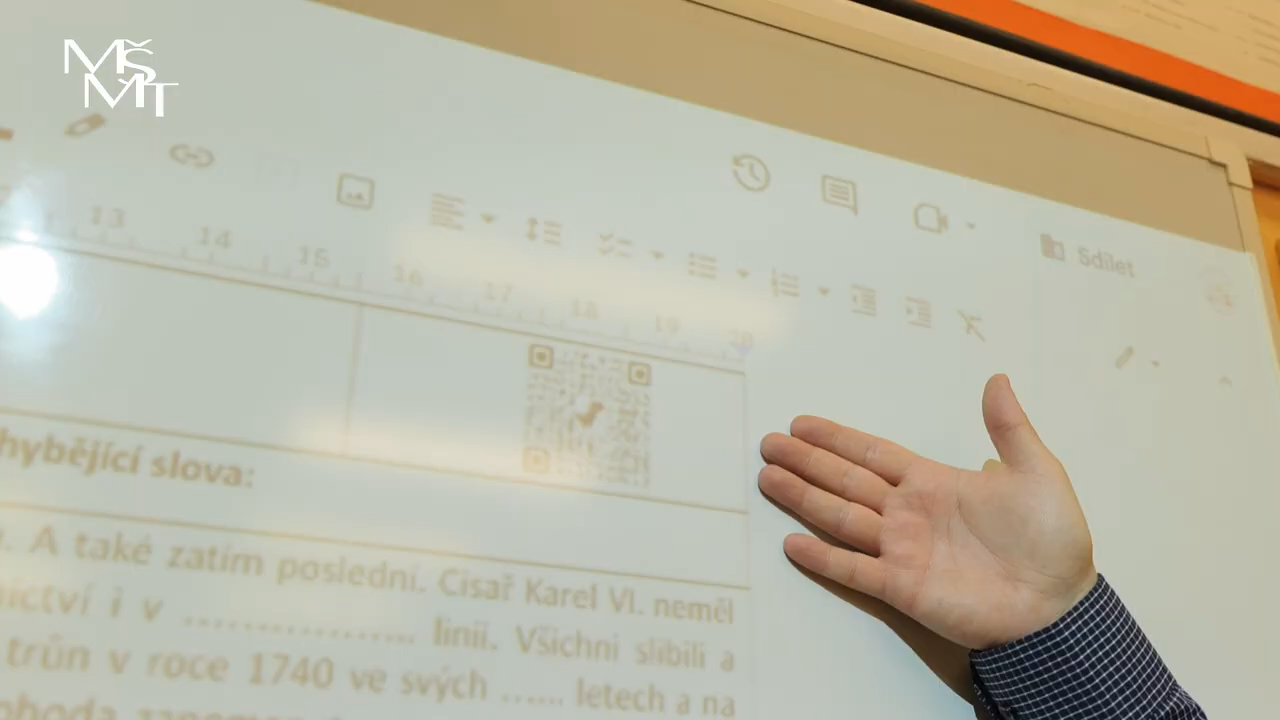 MŠ
MT
Sdílet
13 14 15 16 17 18 19 20
hybějící slova:
. A také zatím poslední. Císař Karel VI. neměl
ictví i v ................. linii. Všichni slíbili a
trůn v roce 1740 ve svých ...... letech a na